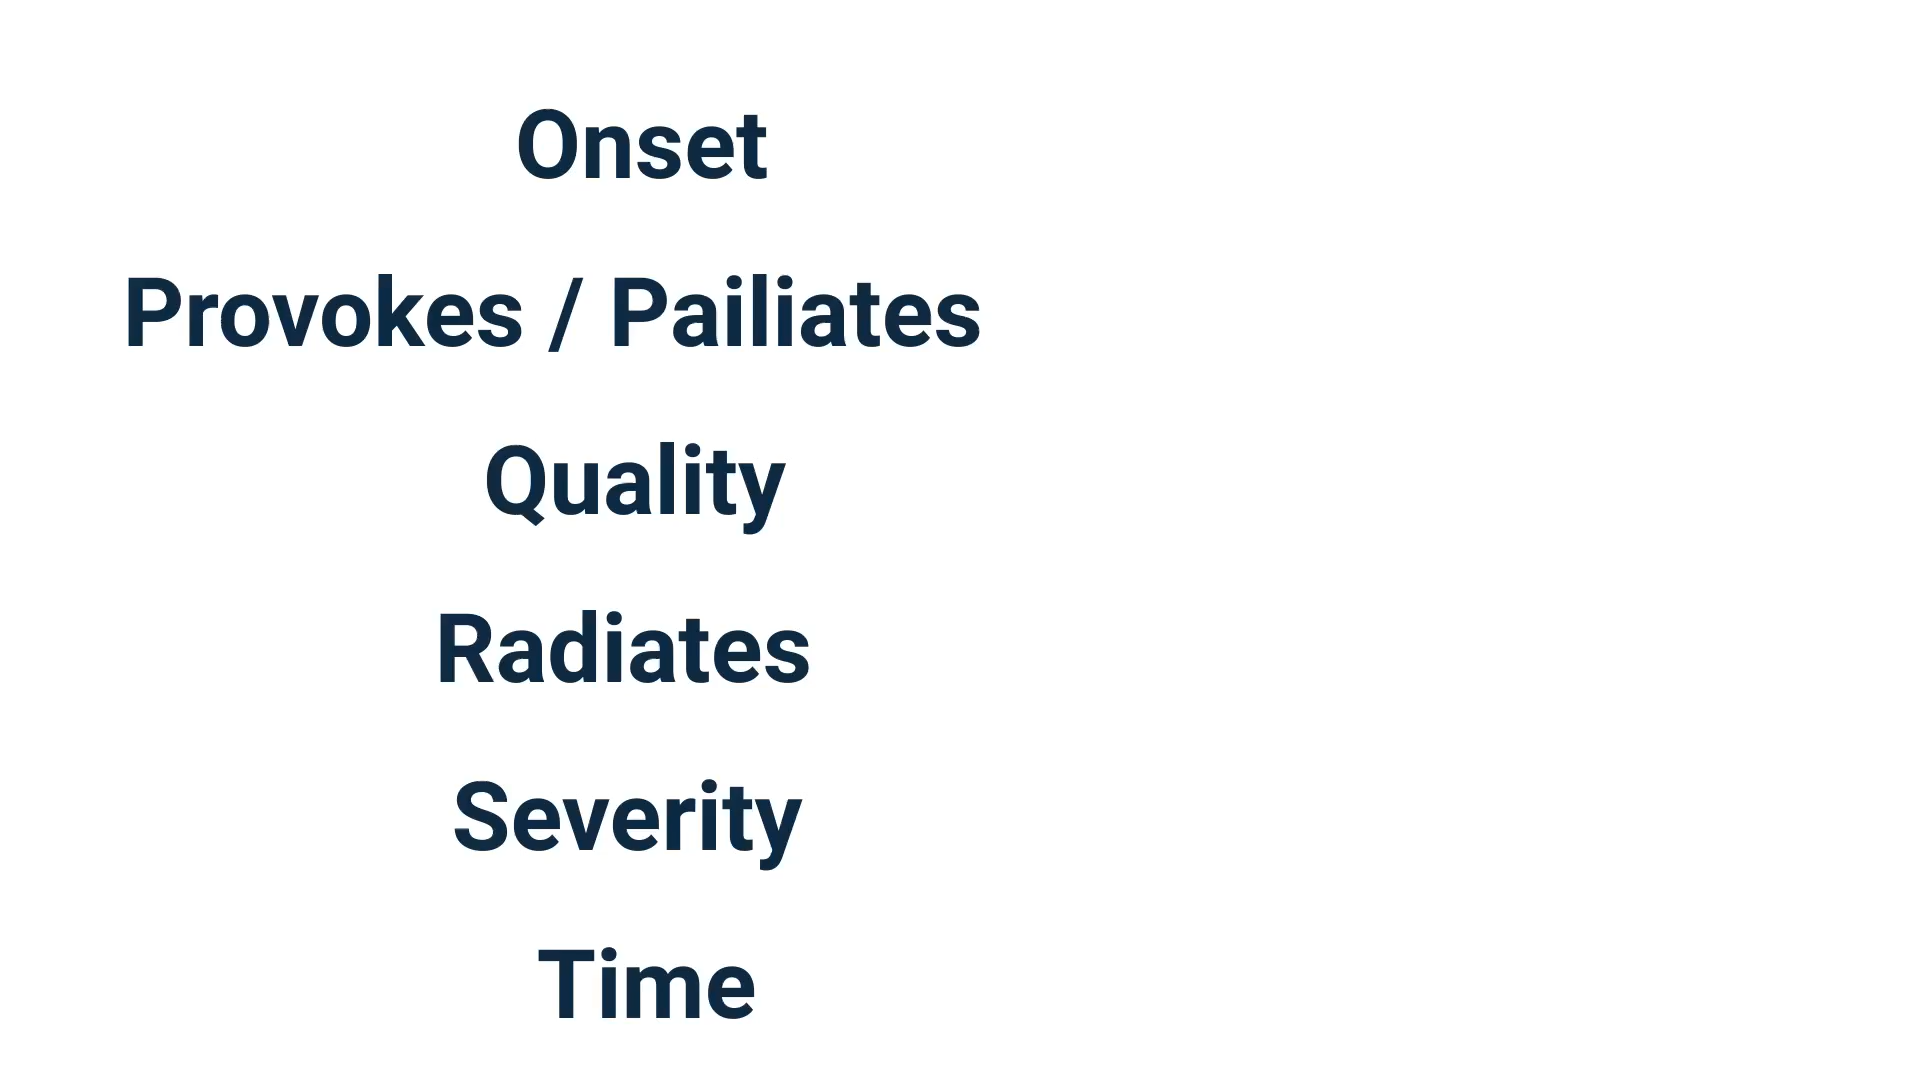 Onset
Provokes / Pailiates
Quality
Radiates
Severity
Time